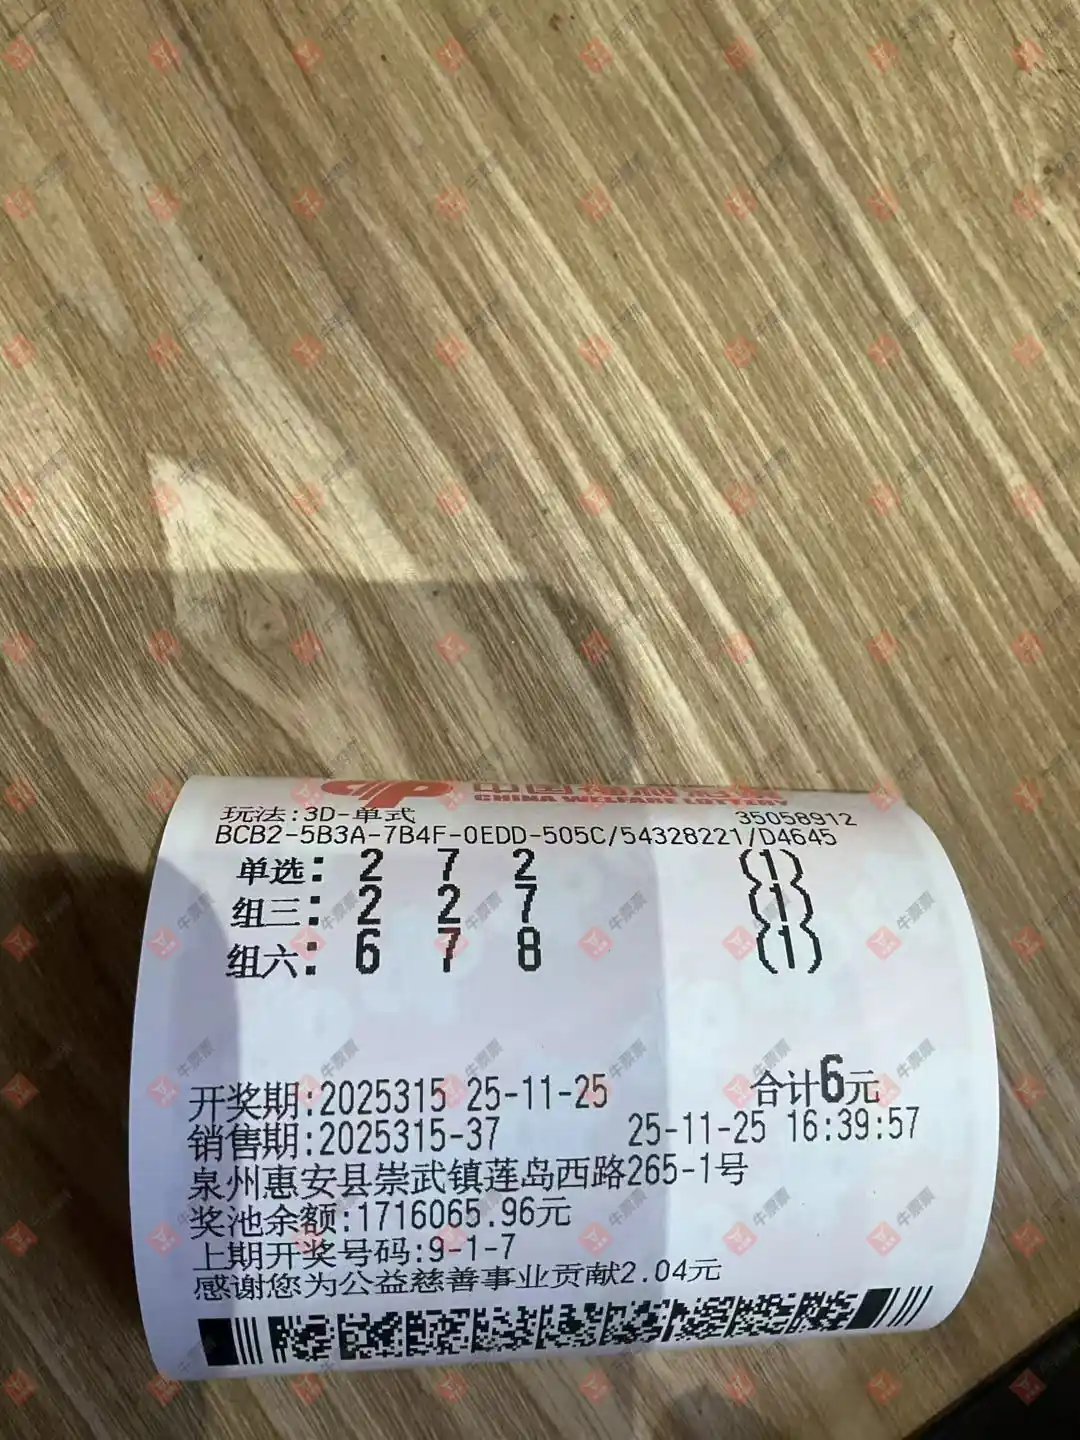 CHINA WELFARE LOTTERY
玩法:3D-单式 35058912
BCB2-5B3A-7B4F-0EDD-505C/54328221/D4645
单选: 2 7 2 (1)
组三: 2 2 7 (1)
组六: 6 7 8 (1)
合计6元
开奖期:2025315 25-11-25
销售期:2025315-37 25-11-25 16:39:57
泉州惠安县崇武镇莲岛西路265-1号
奖池余额:1716065.96元
上期开奖号码:9-1-7
感谢您为公益慈善事业贡献2.04元
牛票票